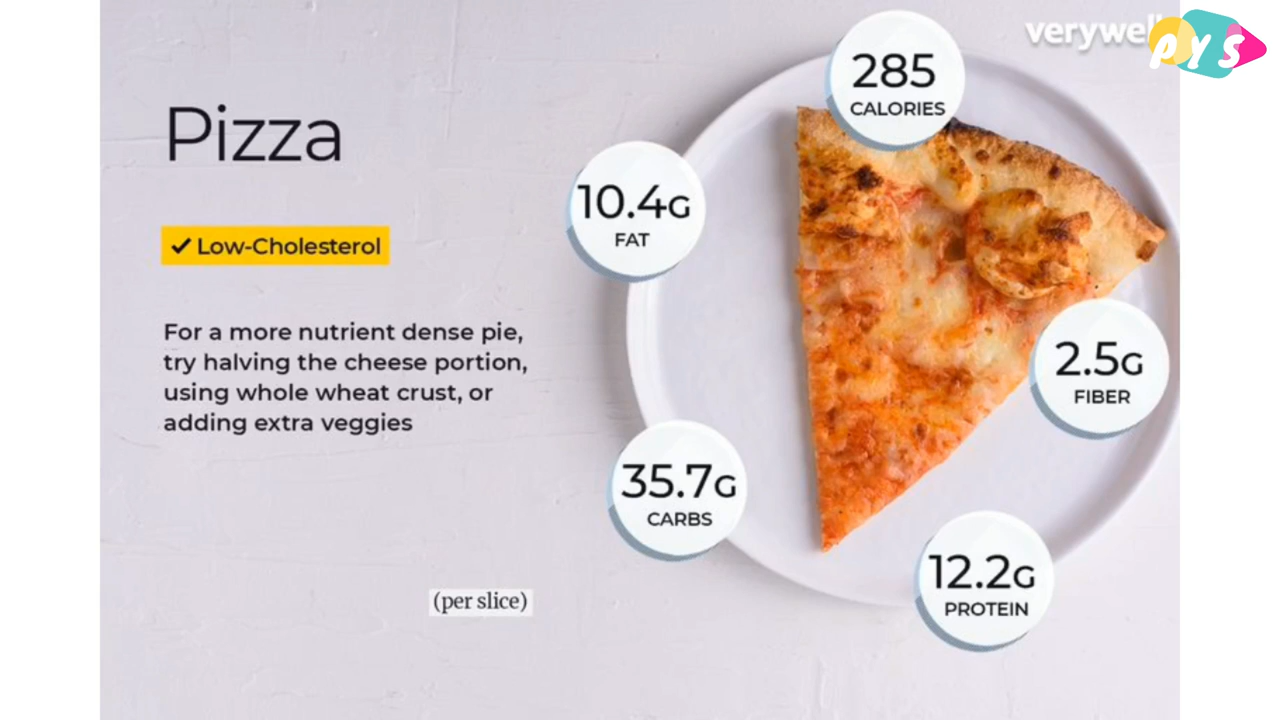 Pizza
✓ Low-Cholesterol
For a more nutrient dense pie,
try halving the cheese portion,
using whole wheat crust, or
adding extra veggies
(per slice)
285
CALORIES
10.4G
FAT
2.5G
FIBER
35.7G
CARBS
12.2G
PROTEIN
PYS